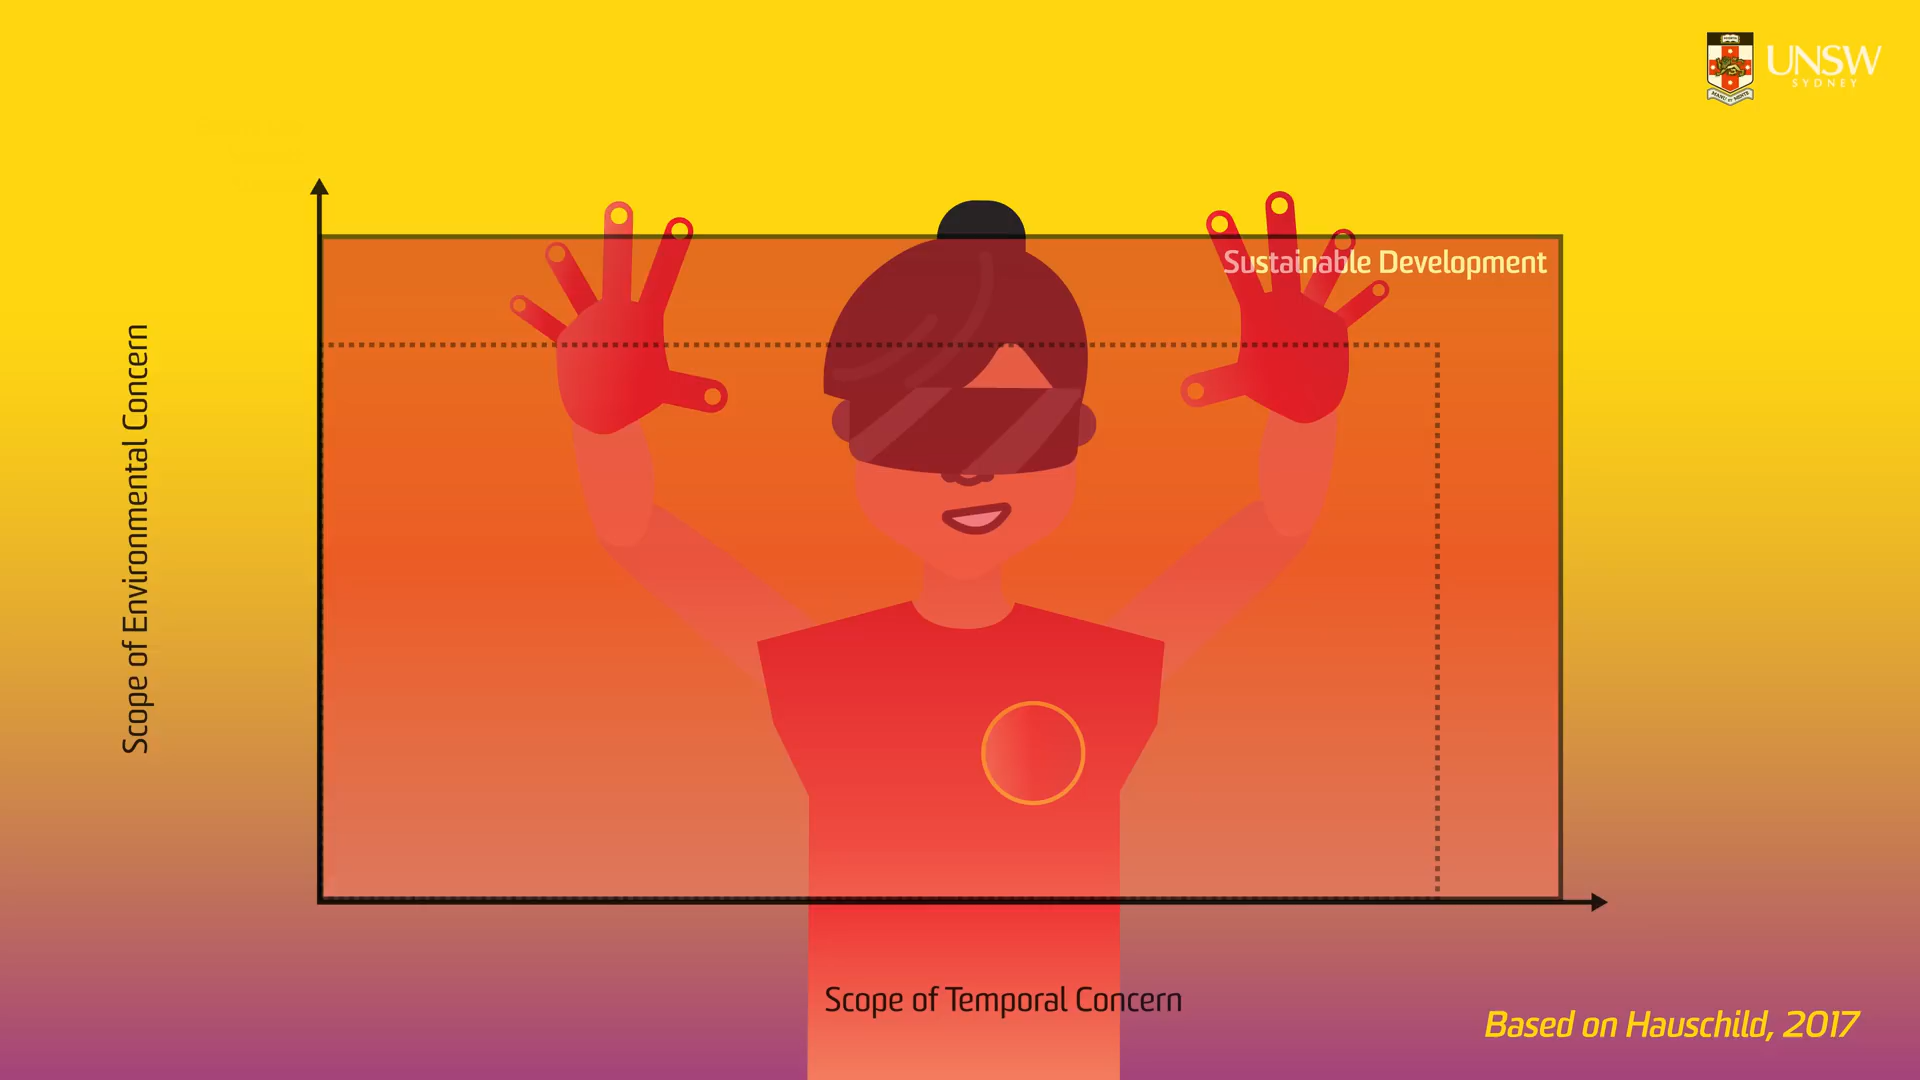 UNSW
SYDNEY
Sustainable Development
Scope of Environmental Concern
Scope of Temporal Concern
Based on Hauschild, 2017